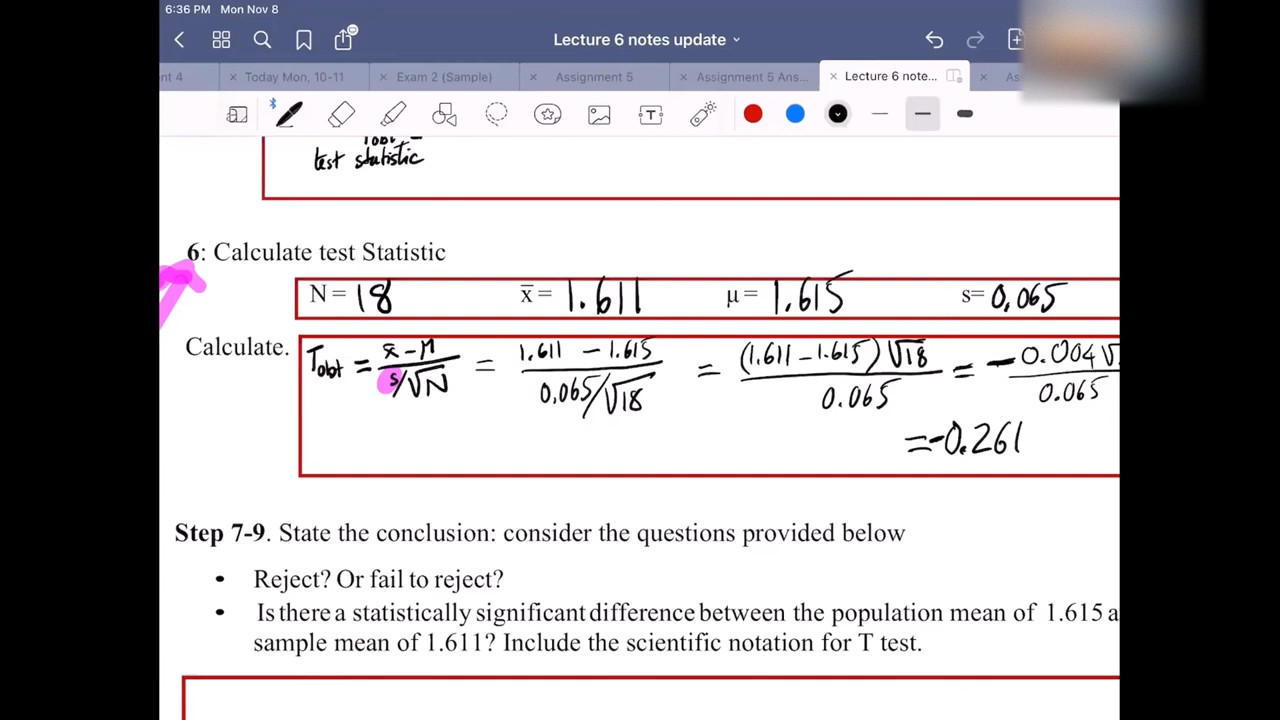 6:36 PM Mon Nov 8
Lecture 6 notes update
nt 4 × Today Mon, 10-11 × Exam 2 (Sample) × Assignment 5 × Assignment 5 Ans... × Lecture 6 note... × As
test statistic
6: Calculate test Statistic
N = 18 x̄ = 1.611 μ = 1.615 s= 0.065
Calculate. Tobt = x̄ - μ / s/√N = 1.611 - 1.615 / 0.065/√18 = (1.611 - 1.615)√18 / 0.065 = -0.004√ / 0.065
= -0.261
Step 7-9. State the conclusion: consider the questions provided below
• Reject? Or fail to reject?
• Is there a statistically significant difference between the population mean of 1.615 a
sample mean of 1.611? Include the scientific notation for T test.